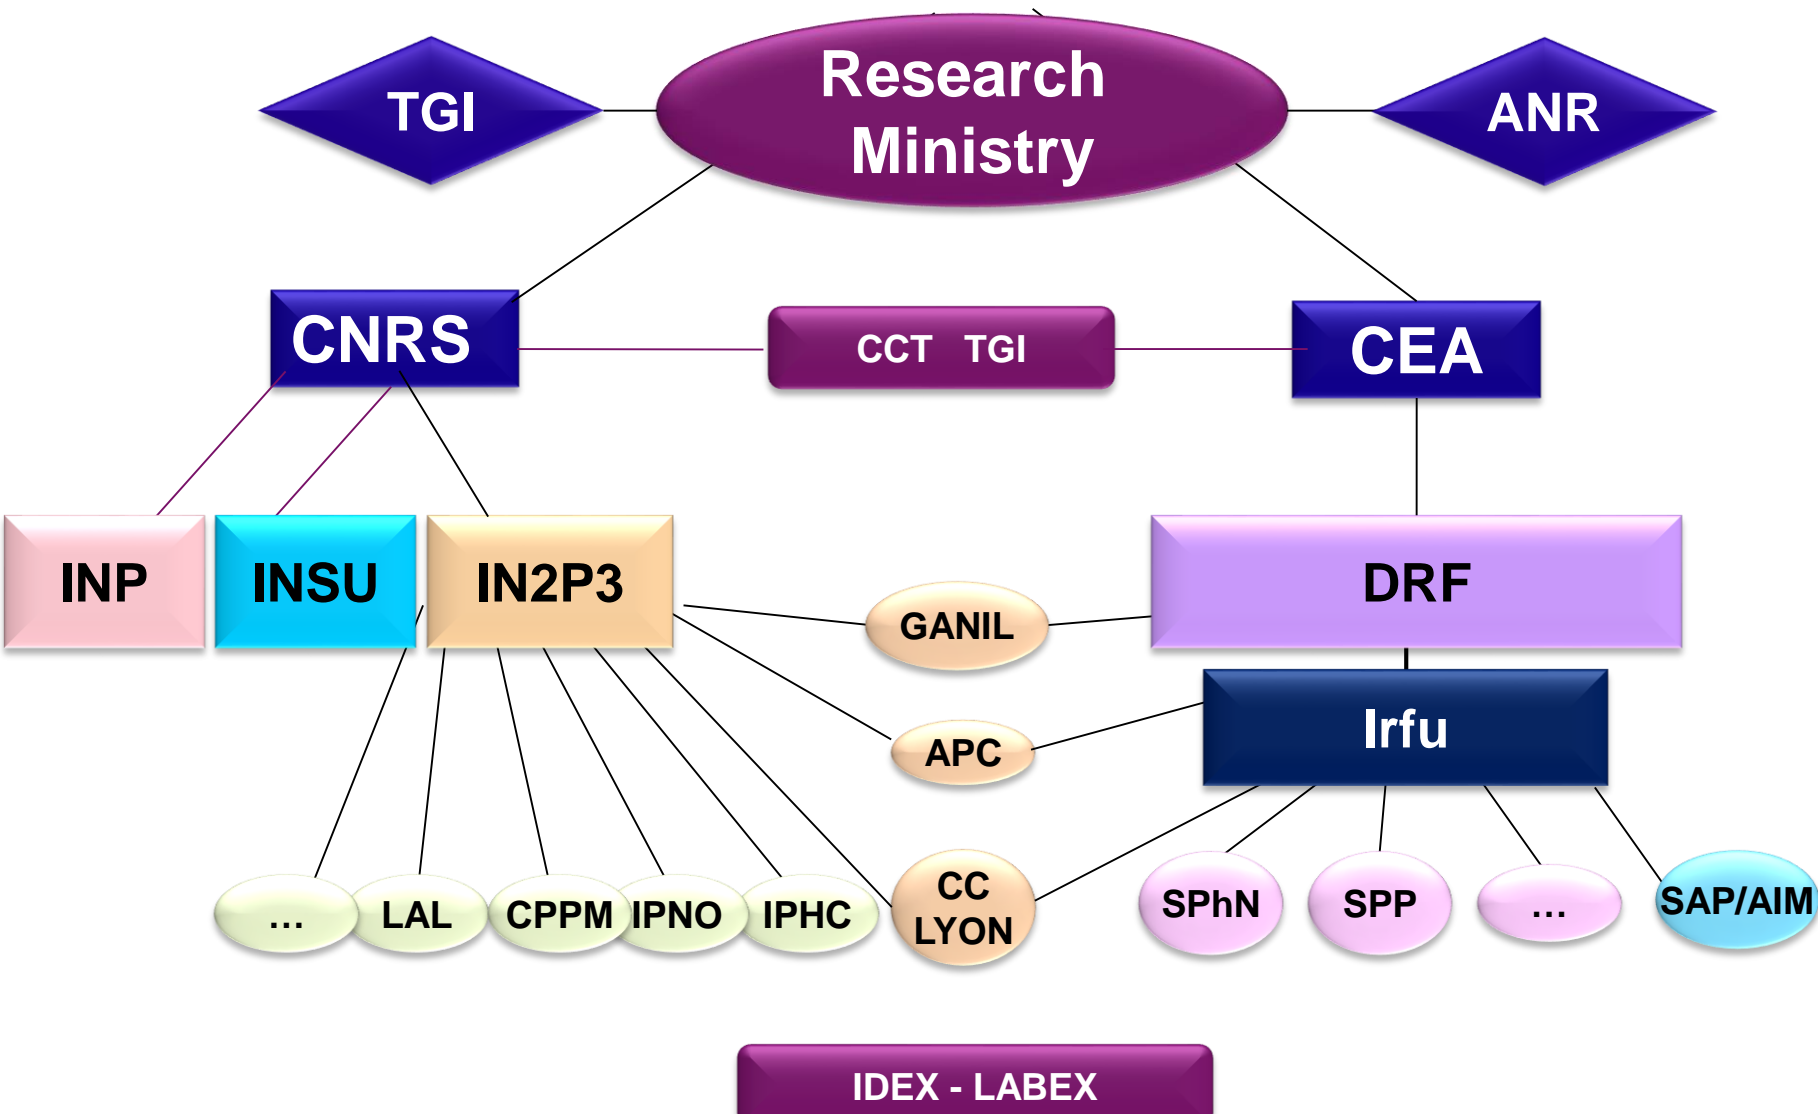 Research
Ministry
TGI
ANR
CNRS
CCT TGI
CEA
INP
INSU
IN2P3
DRF
GANIL
Irfu
APC
...
LAL
CPPM
IPNO
IPHC
CC
LYON
SPhN
SPP
...
SAP/AIM
IDEX - LABEX